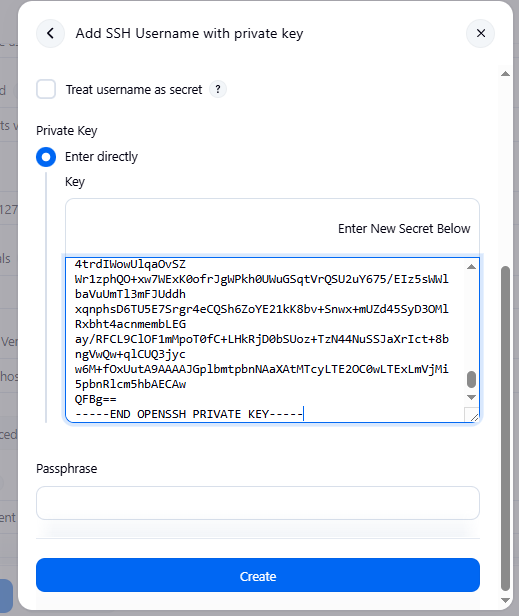 Add SSH Username with private key
Treat username as secret ?
Private Key
Enter directly
Key
Enter New Secret Below
4trdIWowUlqaOvSZ
Wr1zphQO+xw7WExK0ofrJgWPkh0UWuGSqtVrQSU2uY675/EIz5sWWl
baVuUmTl3mFJUddh
xqnphsD6TU5E7Srgr4eCQSh6ZoYE21kK8bv+Snwx+mUZd45SyD3OMl
Rxbht4acnmembLEG
ay/RFCL9ClOF1mMpoT0fC+LHkRjD0bSUoz+TzN44NuSSJaXrIct+8b
ngVwQw+qlCUQ3jyc
w6M+fOxUutA9AAAAJGplbmtpbnNAaXAtMTcyLTE2OC0wLTExLmVjMi
5pbnRlcm5hbAECAw
QFBg==
-----END OPENSSH PRIVATE KEY-----
Passphrase
Create